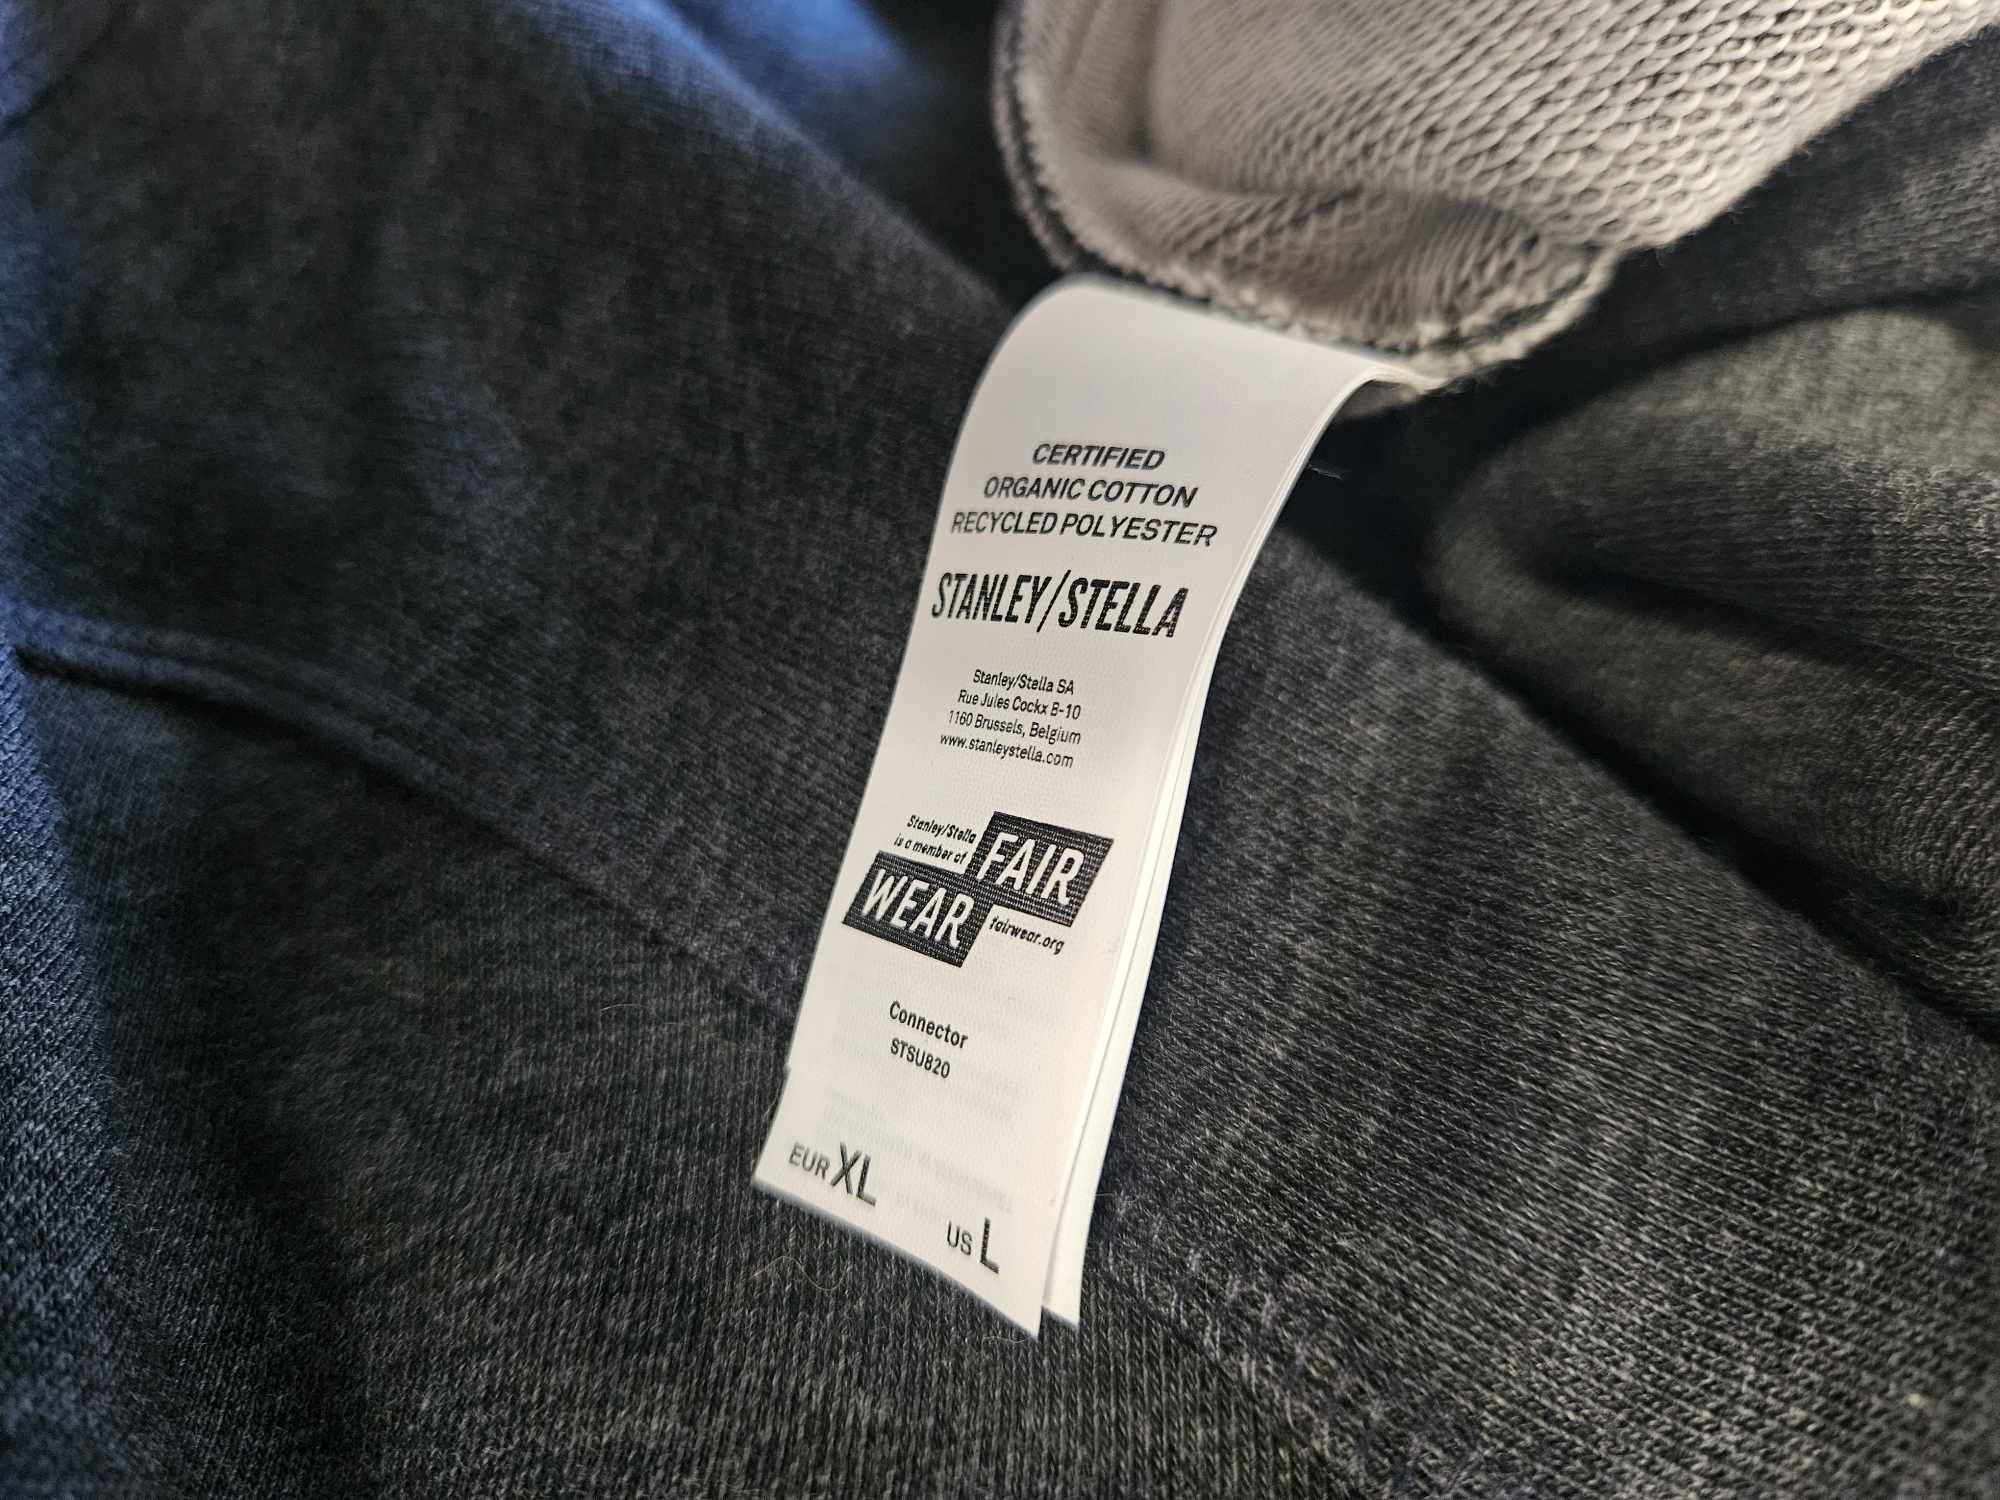 CERTIFIED
ORGANIC COTTON
RECYCLED POLYESTER
STANLEY/STELLA
Stanley/Stella SA
Rue Jules Cockx 8-10
1160 Brussels, Belgium
www.stanleystella.com
Stanley/Stella
is a member of
FAIR
WEAR
fairwear.org
Connector
STSU820
EUR XL
US L